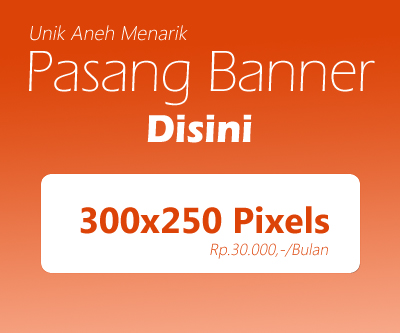 Unik Aneh Menarik
Pasang Banner
Disini
300x250 Pixels
Rp.30.000,-/Bulan